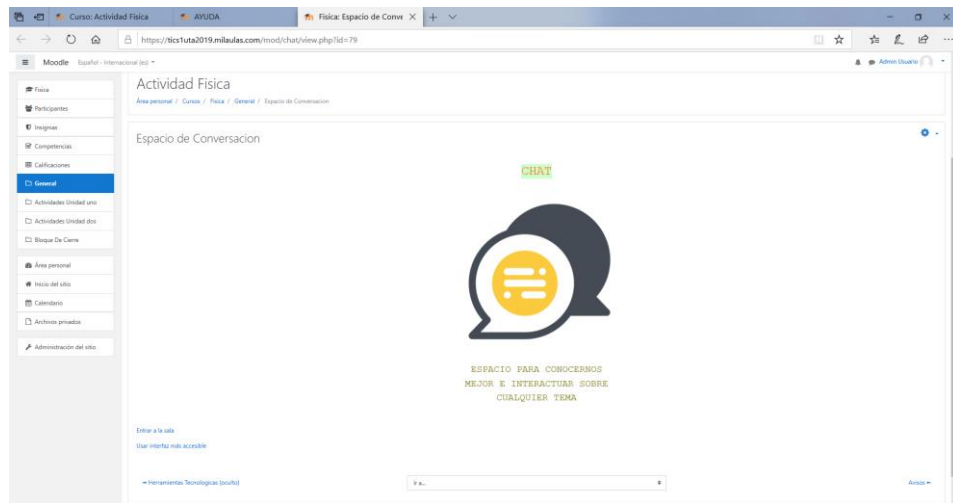 Curso: Actividad Fisica
AYUDA
Fisica: Espacio de Conve
https://tics1uta2019.milaulas.com/mod/chat/view.php?id=79
Moodle Español - Internacional (es)
Admin Usuario
Fisica
Participantes
Insignias
Competencias
Calificaciones
General
Actividades Unidad uno
Actividades Unidad dos
Bloque De Cierre
Área personal
Inicio del sitio
Calendario
Archivos privados
Administración del sitio
Actividad Fisica
Área personal / Cursos / Fisica / General / Espacio de Conversacion
Espacio de Conversacion
CHAT
ESPACIO PARA CONOCERNOS
MEJOR E INTERACTUAR SOBRE
CUALQUIER TEMA
Entrar a la sala
Usar interfaz más accesible
Herramientas Tecnologicas (oculto)
Ir a...
Avisos